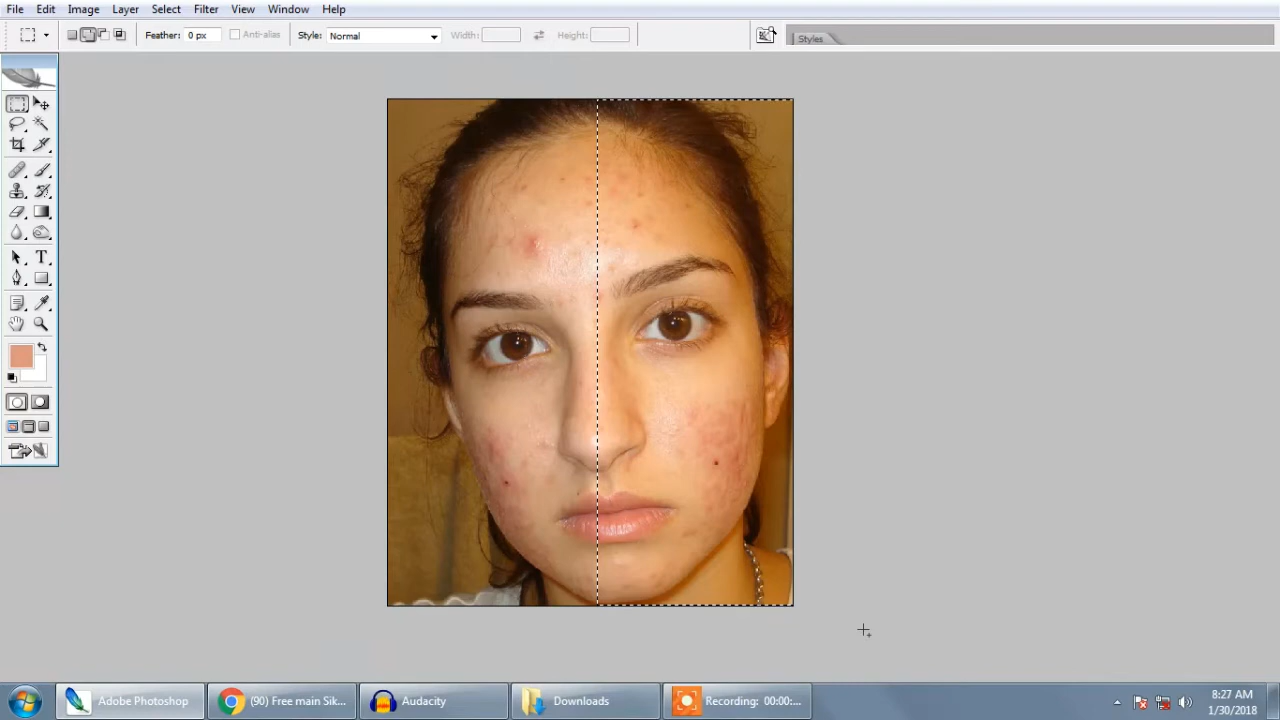 File Edit Image Layer Select Filter View Window Help
Feather: 0 px Anti-alias Style: Normal Width: Height: Styles
T
Adobe Photoshop (90) Free main Sik... Audacity Downloads Recording: 00:00:... 8:27 AM
1/30/2018